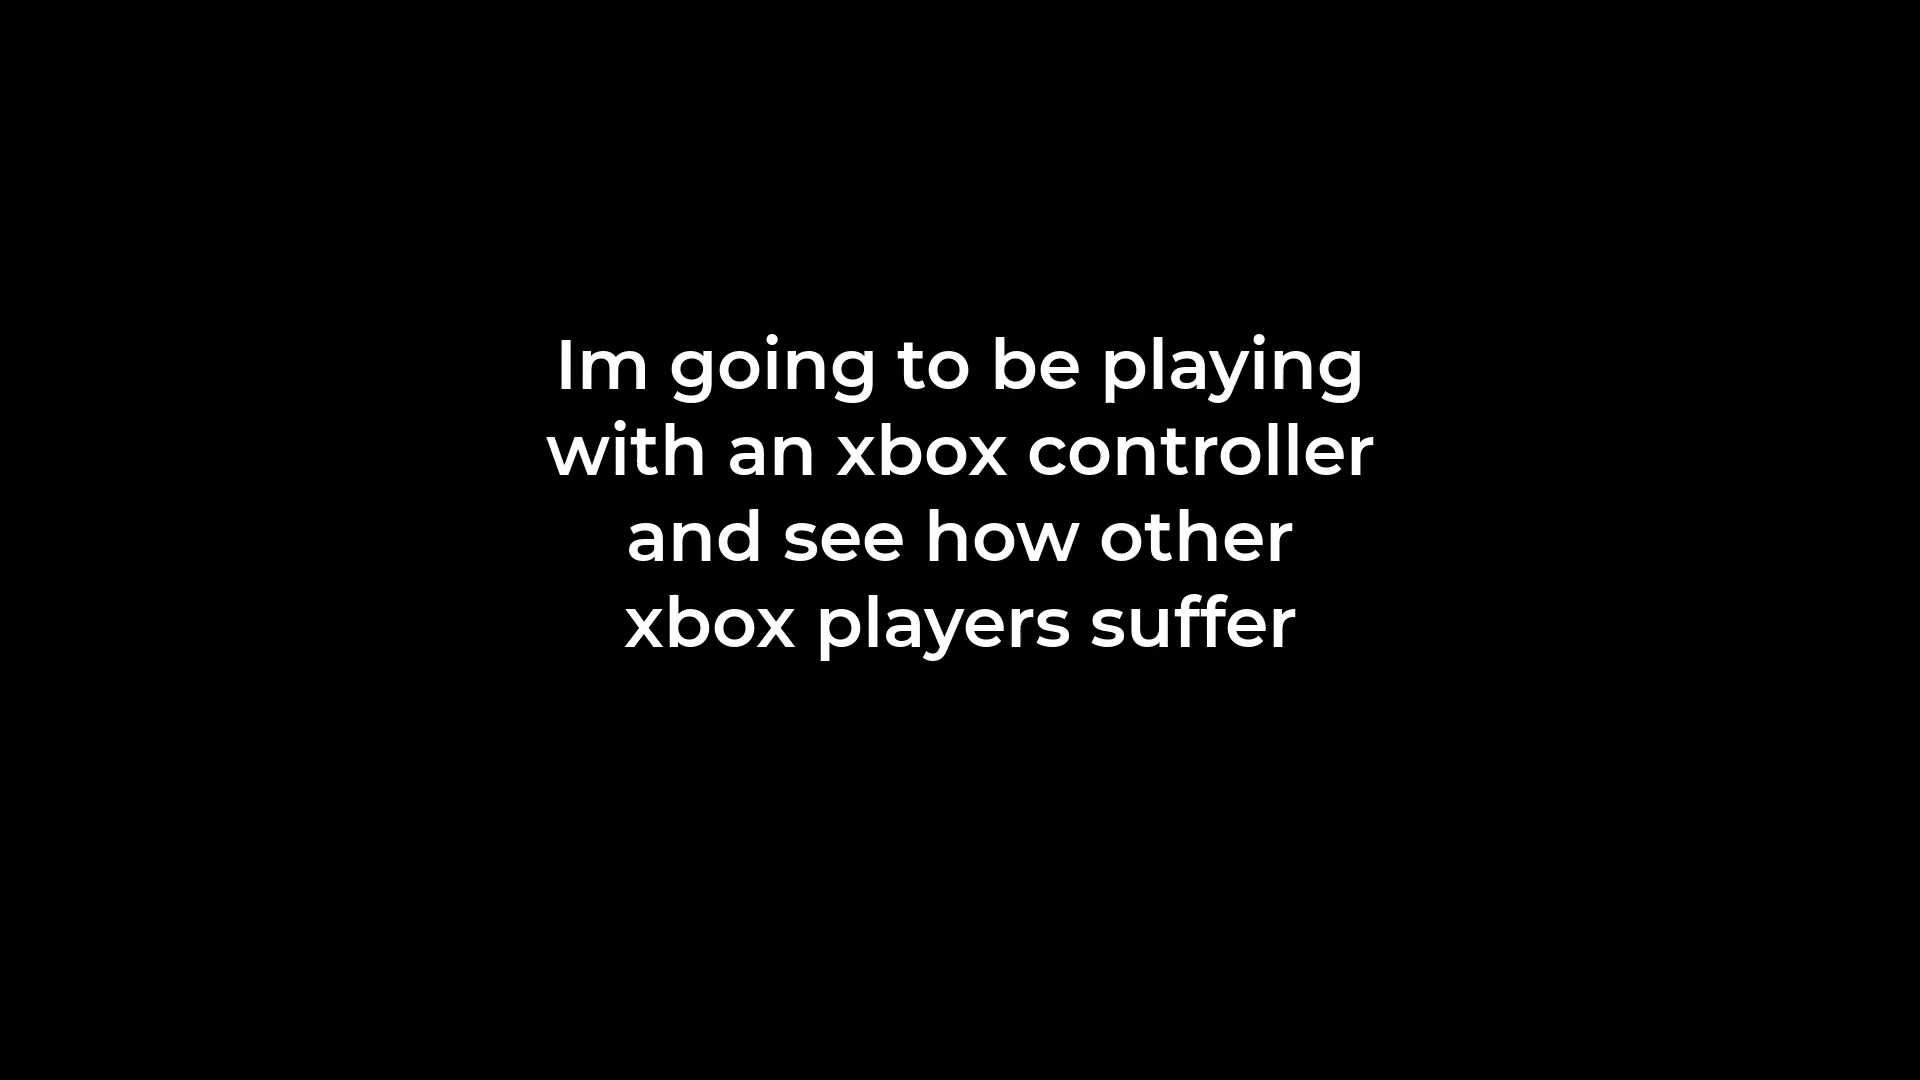 Im going to be playing
with an xbox controller
and see how other
xbox players suffer